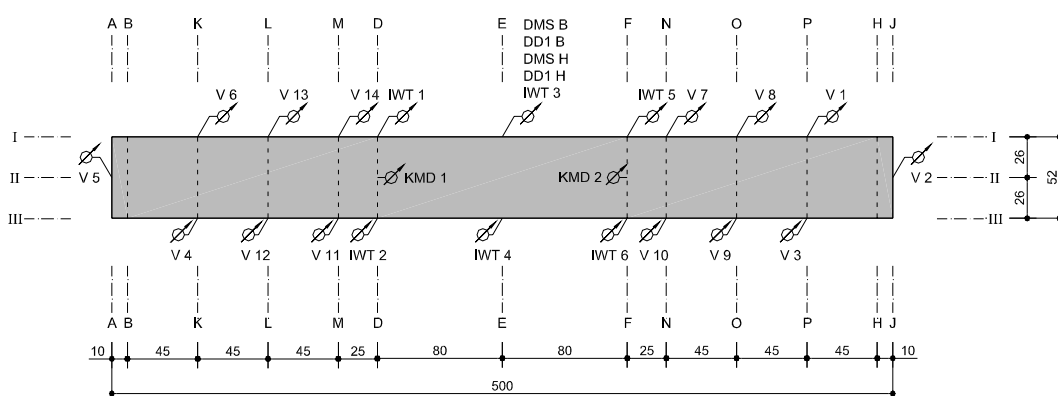 A B K L M D E F N O P H J
DMS B
DD1 B
DMS H
DD1 H
V 6 V 13 V 14 IWT 1 IWT 3 IWT 5 V 7 V 8 V 1
I I
V 5 II KMD 1 KMD 2 V 2 II
26 26 52
III III
V 4 V 12 V 11 IWT 2 IWT 4 IWT 6 V 10 V 9 V 3
A B K L M D E F N O P H J
10 45 45 45 25 80 80 25 45 45 45 10
500